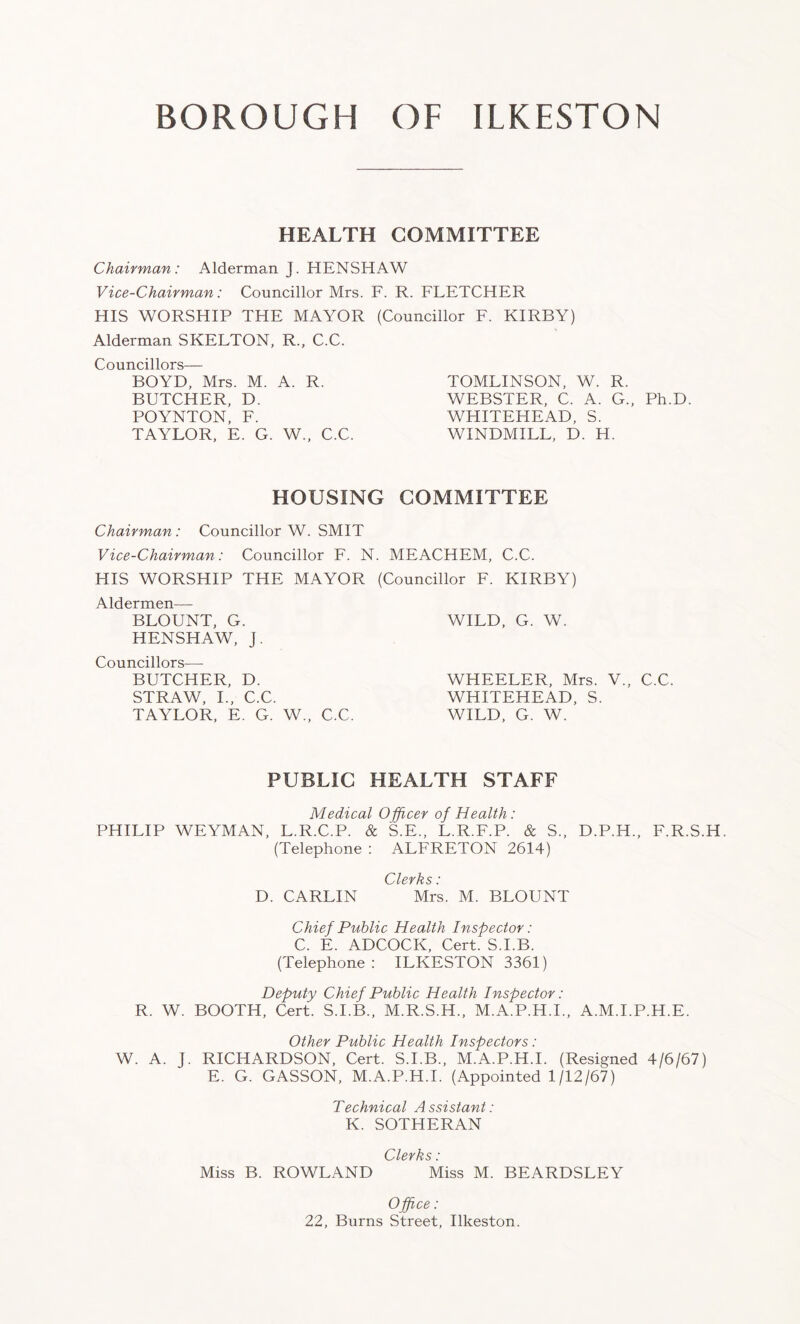 BOROUGH OF ILKESTON
HEALTH COMMITTEE
Chairman: Alderman J. HENSHAW
Vice-Chairman: Councillor Mrs. F. R. FLETCHER
HIS WORSHIP THE MAYOR (Councillor F. KIRBY)
Alderman SKELTON, R., C.C.
Councillors—
BOYD, Mrs. M. A. R. TOMLINSON, W. R.
BUTCHER, D. WEBSTER, C. A. G., Ph.D.
POYNTON, F. WHITEHEAD, S.
TAYLOR, E. G. W., C.C. WINDMILL, D. H.
HOUSING COMMITTEE
Chairman: Councillor W. SMIT
Vice-Chairman: Councillor F. N. MEACHEM, C.C.
HIS WORSHIP THE MAYOR (Councillor F. KIRBY)
Aldermen—
BLOUNT, G. WILD, G. W.
HENSHAW, J.
Councillors—
BUTCHER, D. WHEELER, Mrs. V., C.C.
STRAW, I., C.C. WHITEHEAD, S.
TAYLOR, E. G. W., C.C. WILD, G. W.
PUBLIC HEALTH STAFF
Medical Officer of Health:
PHILIP WEYMAN, L.R.C.P. & S.E., L.R.F.P. & S., D.P.H., F.R.S.H.
(Telephone : ALFRETON 2614)
Clerks:
D. CARLIN Mrs. M. BLOUNT
Chief Public Health Inspector:
C. E. ADCOCK, Cert. S.I.B.
(Telephone : ILKESTON 3361)
Deputy Chief Public Health Inspector:
R. W. BOOTH, Cert. S.I.B., M.R.S.H., M.A.P.H.I., A.M.I.P.H.E.
Other Public Health Inspectors:
W. A. J. RICHARDSON, Cert. S.I.B., M.A.P.H.I. (Resigned 4/6/67)
E. G. GASSON, M.A.P.H.I. (Appointed 1/12/67)
Technical Assistant:
K. SOTHERAN
Clerks:
Miss B. ROWLAND Miss M. BEARDSLEY
Office:
22, Burns Street, Ilkeston.